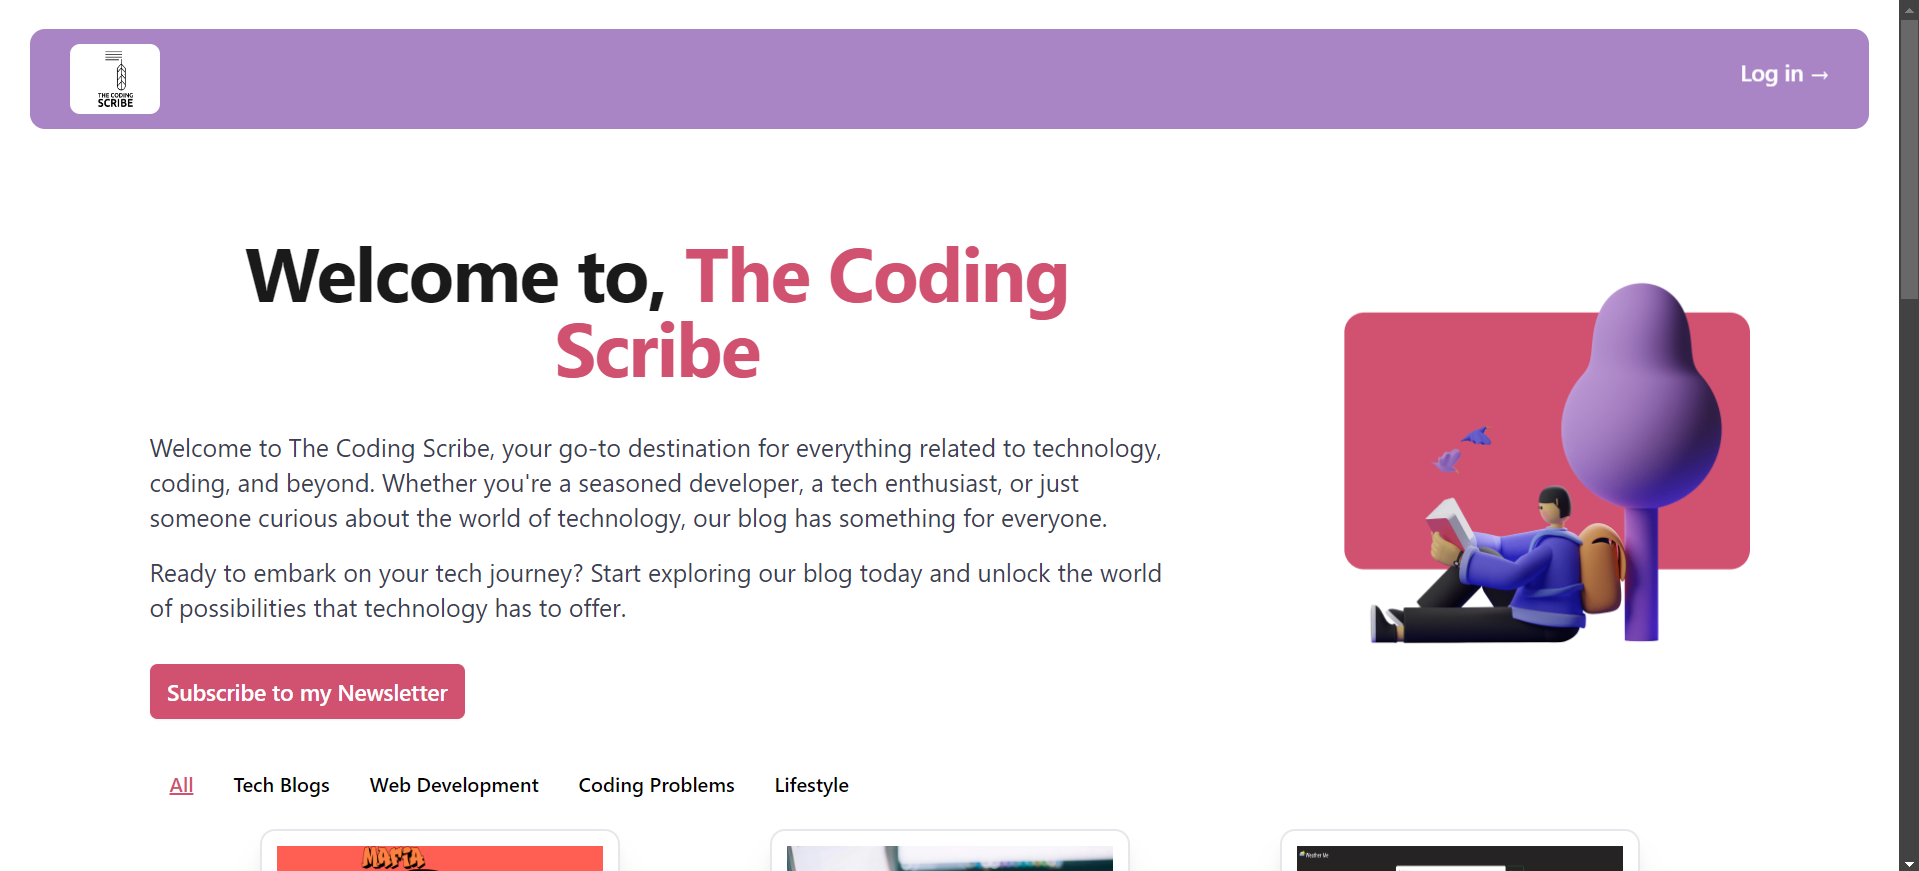 THE CODING
SCRIBE
Log in →
Welcome to, The Coding
Scribe
Welcome to The Coding Scribe, your go-to destination for everything related to technology,
coding, and beyond. Whether you're a seasoned developer, a tech enthusiast, or just
someone curious about the world of technology, our blog has something for everyone.
Ready to embark on your tech journey? Start exploring our blog today and unlock the world
of possibilities that technology has to offer.
Subscribe to my Newsletter
All Tech Blogs Web Development Coding Problems Lifestyle
MAFIA
Weather Me